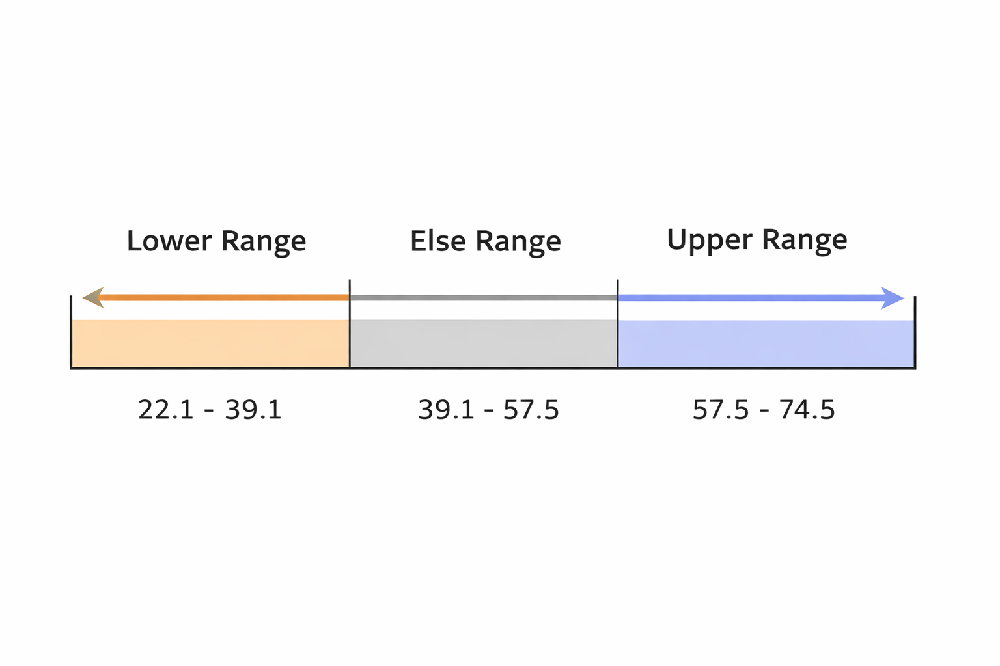 Lower Range
Else Range
Upper Range
22.1 - 39.1
39.1 - 57.5
57.5 - 74.5